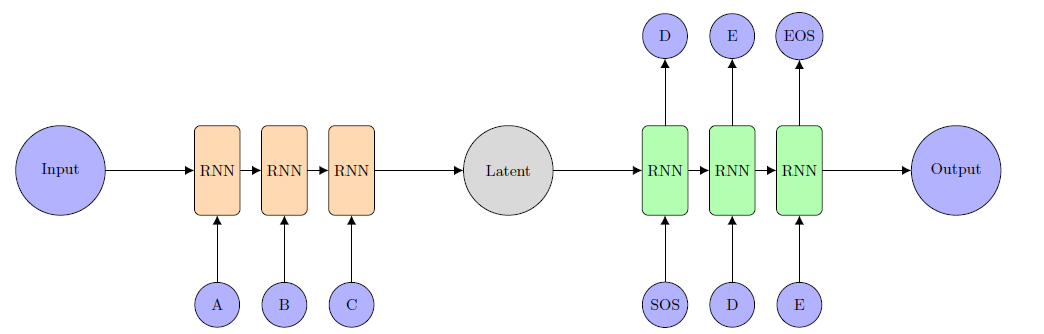 D E EOS
Input RNN RNN RNN Latent RNN RNN RNN Output
A B C SOS D E